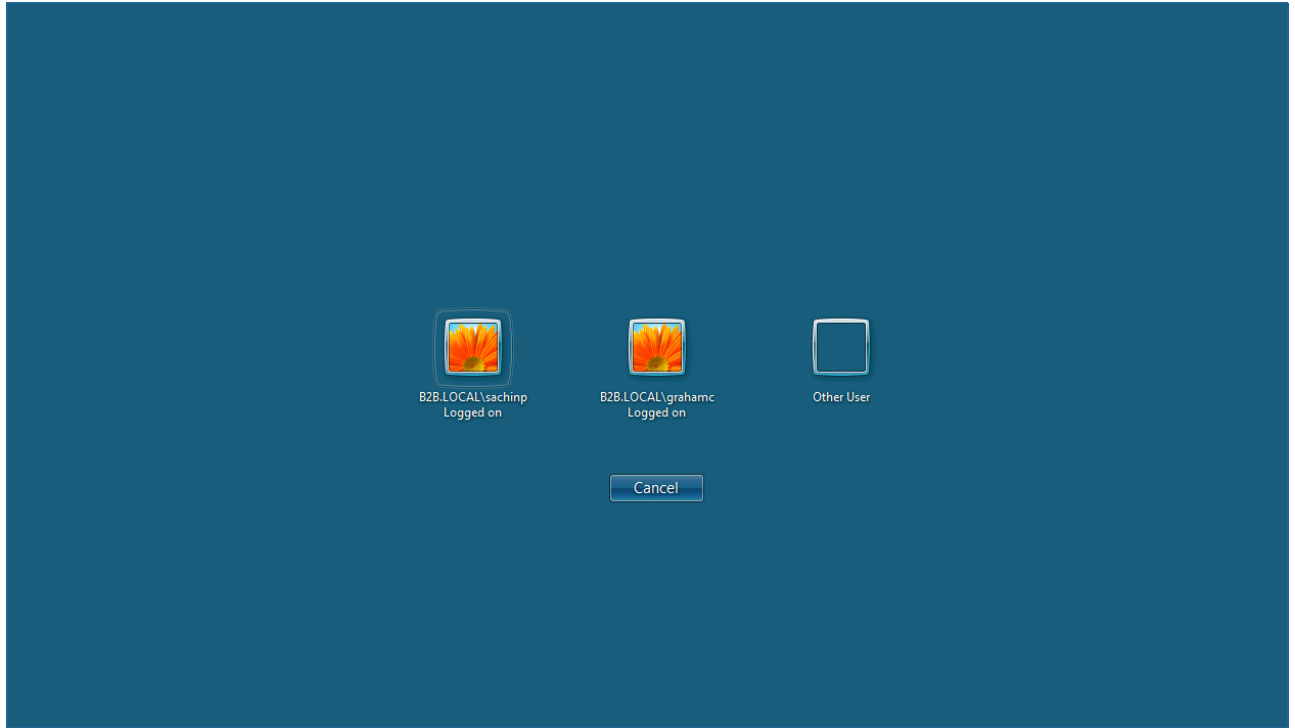 B2B.LOCAL\sachinp
Logged on
B2B.LOCAL\grahamc
Logged on
Other User
Cancel